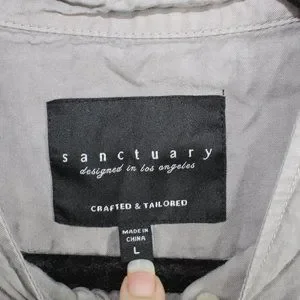 sanctuary
designed in los angeles
CRAFTED & TAILORED
MADE IN
CHINA
L